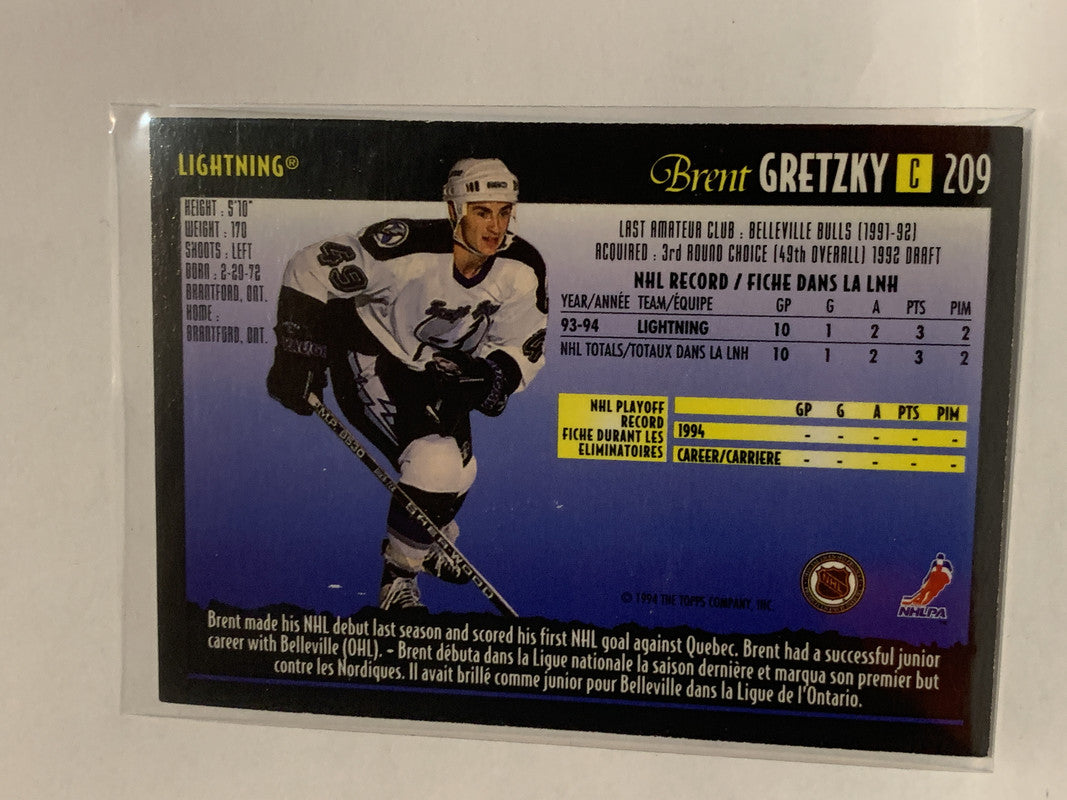 LIGHTNING®
Brent GRETZKY C 209
HEIGHT : 5'10"
WEIGHT : 170
SHOOTS : LEFT
BORN : 2-20-72
BRANTFORD, ONT.
HOME :
BRANTFORD, ONT.
LAST AMATEUR CLUB : BELLEVILLE BULLS (1991-92)
ACQUIRED : 3rd ROUND CHOICE (49th OVERALL) 1992 DRAFT
NHL RECORD / FICHE DANS LA LNH
YEAR/ANNÉE TEAM/ÉQUIPE GP G A PTS PIM
93-94 LIGHTNING 10 1 2 3 2
NHL TOTALS/TOTAUX DANS LA LNH 10 1 2 3 2
NHL PLAYOFF
RECORD
FICHE DURANT LES
ELIMINATOIRES
GP G A PTS PIM
1994 - - - - -
CAREER/CARRIERE - - - - -
49
SHER-WOOD
NHL
NHLPA
© 1994 THE TOPPS COMPANY, INC.
Brent made his NHL debut last season and scored his first NHL goal against Quebec. Brent had a successful junior
career with Belleville (OHL). - Brent débuta dans la Ligue nationale la saison dernière et marqua son premier but
contre les Nordiques. Il avait brillé comme junior pour Belleville dans la Ligue de l'Ontario.